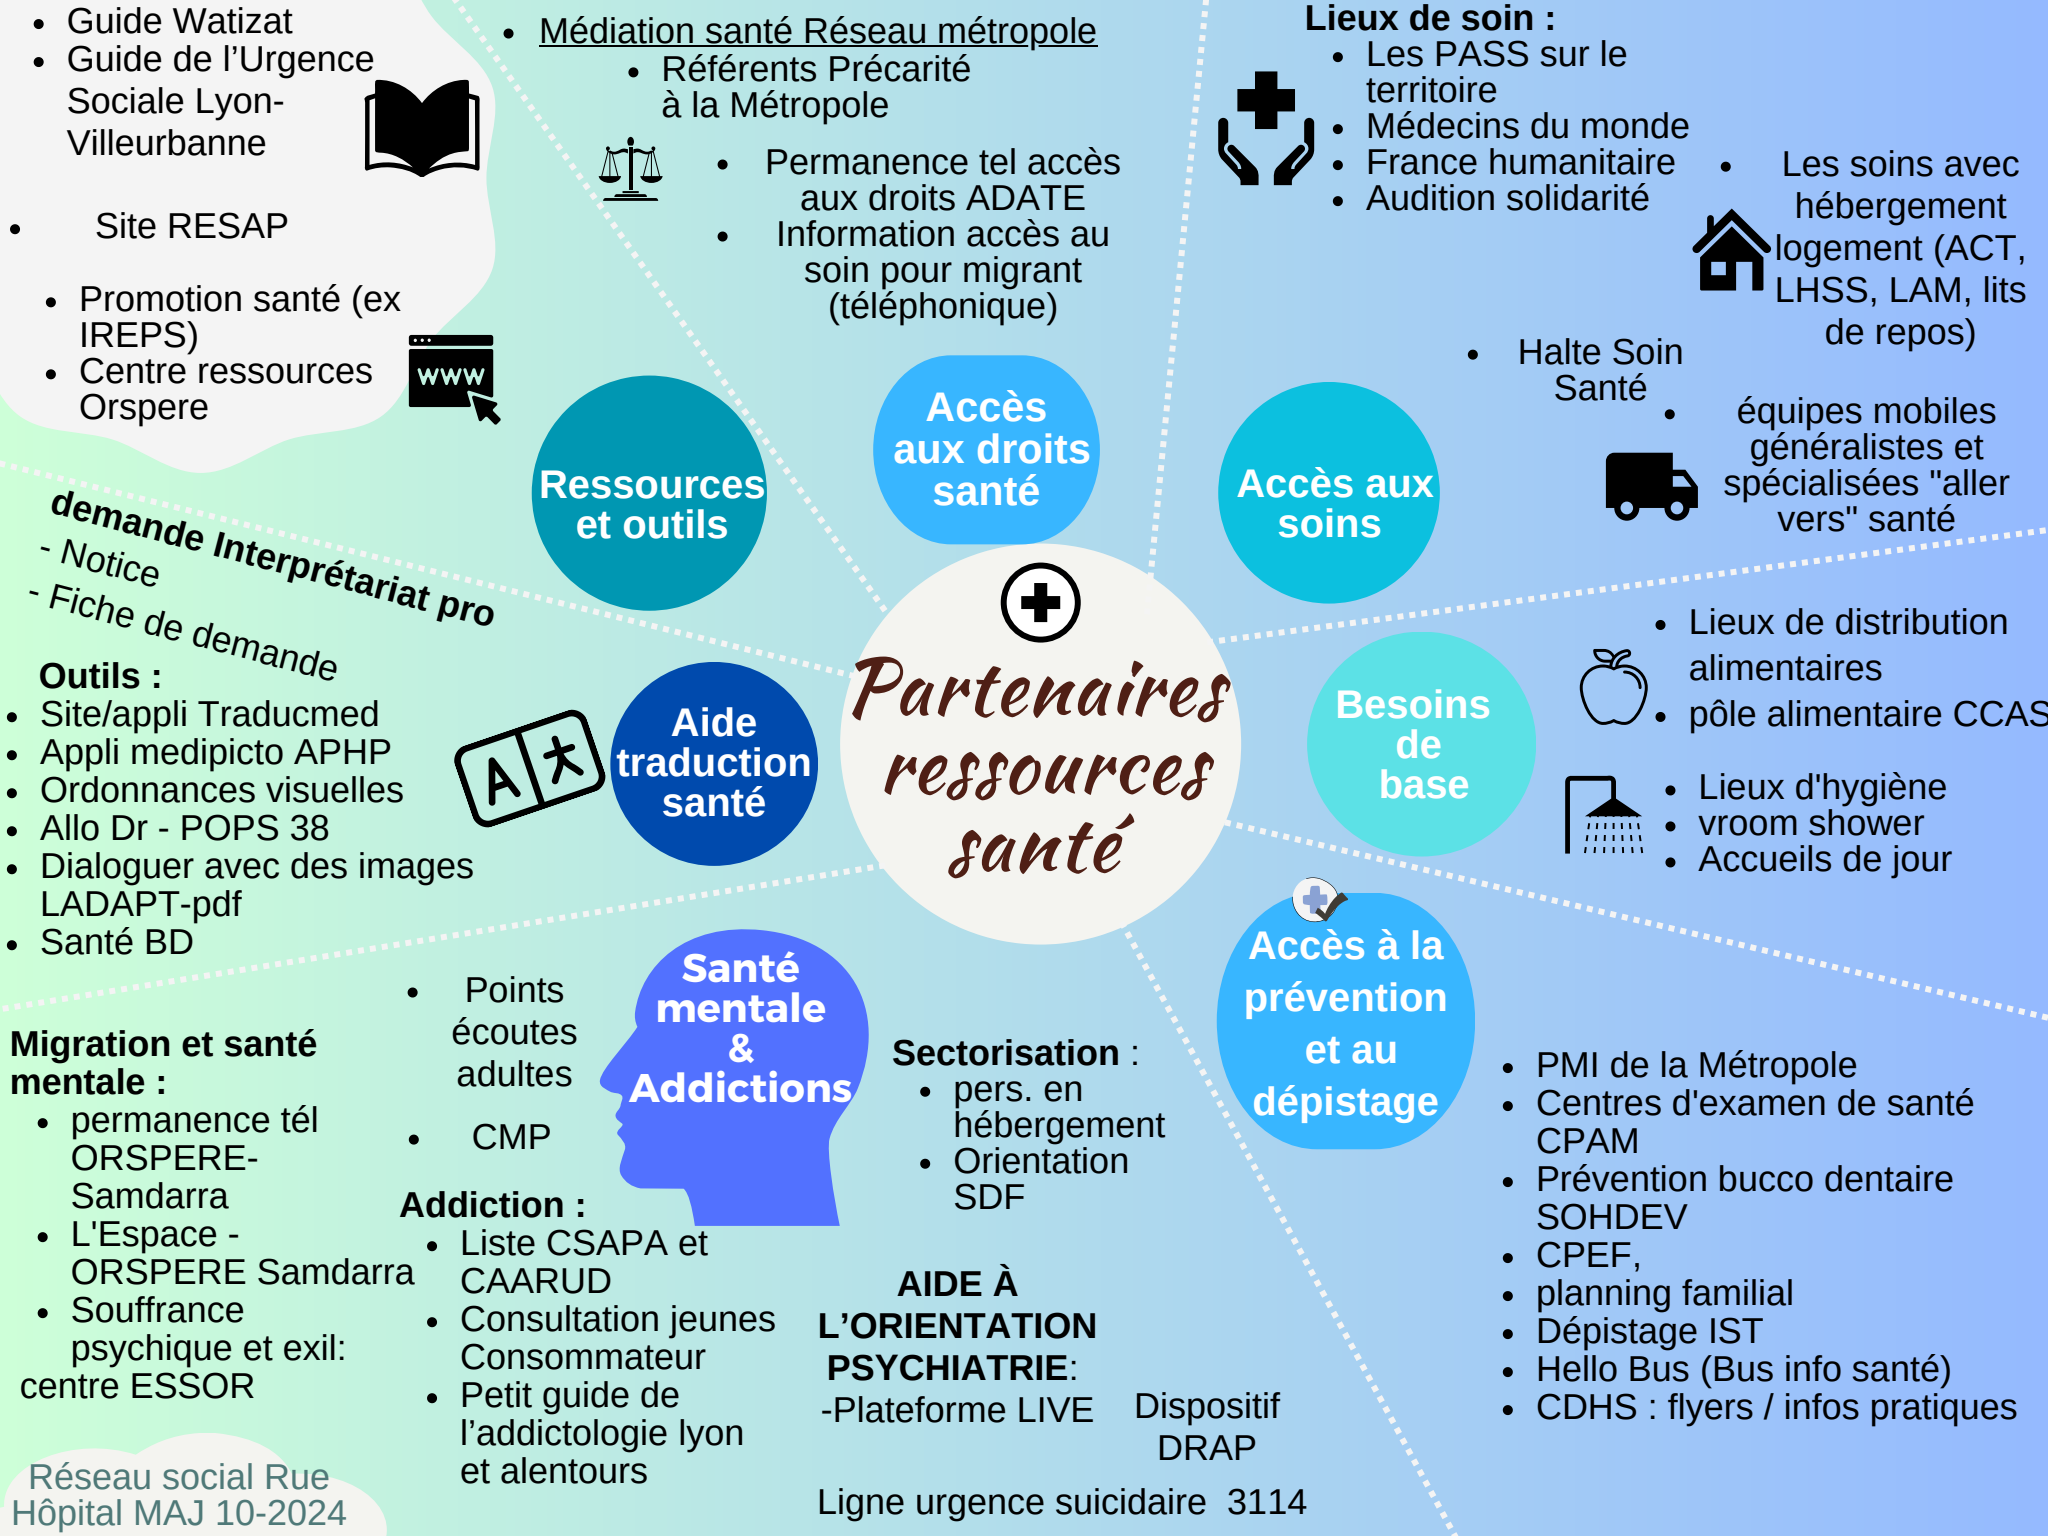 Guide Watizat
Guide de l’Urgence
Sociale Lyon-
Villeurbanne
Site RESAP
Promotion santé (ex
IREPS)
Centre ressources
Orspere
WWW
Ressources
et outils
Médiation santé Réseau métropole
Référents Précarité
à la Métropole
Permanence tel accès
aux droits ADATE
Information accès au
soin pour migrant
(téléphonique)
Accès
aux droits
santé
Lieux de soin :
Les PASS sur le
territoire
Médecins du monde
France humanitaire
Audition solidarité
Les soins avec
hébergement
logement (ACT,
LHSS, LAM, lits
de repos)
Halte Soin
Santé
équipes mobiles
généralistes et
spécialisées "aller
vers" santé
Accès aux
soins
demande Interprétariat pro
- Notice
- Fiche de demande
Outils :
Site/appli Traducmed
Appli medipicto APHP
Ordonnances visuelles
Allo Dr - POPS 38
Dialoguer avec des images
LADAPT-pdf
Santé BD
A
Aide
traduction
santé
Partenaires
ressources
santé
Besoins
de
base
Lieux de distribution
alimentaires
pôle alimentaire CCAS
Lieux d'hygiène
vroom shower
Accueils de jour
Migration et santé
mentale :
permanence tél
ORSPERE-
Samdarra
L'Espace -
ORSPERE Samdarra
Souffrance
psychique et exil:
centre ESSOR
Points
écoutes
adultes
CMP
Addiction :
Liste CSAPA et
CAARUD
Consultation jeunes
Consommateur
Petit guide de
l’addictologie lyon
et alentours
Santé
mentale
&
Addictions
Sectorisation :
pers. en
hébergement
Orientation
SDF
AIDE À
L’ORIENTATION
PSYCHIATRIE:
-Plateforme LIVE
Dispositif
DRAP
Ligne urgence suicidaire 3114
Accès à la
prévention
et au
dépistage
PMI de la Métropole
Centres d'examen de santé
CPAM
Prévention bucco dentaire
SOHDEV
CPEF,
planning familial
Dépistage IST
Hello Bus (Bus info santé)
CDHS : flyers / infos pratiques
Réseau social Rue
Hôpital MAJ 10-2024